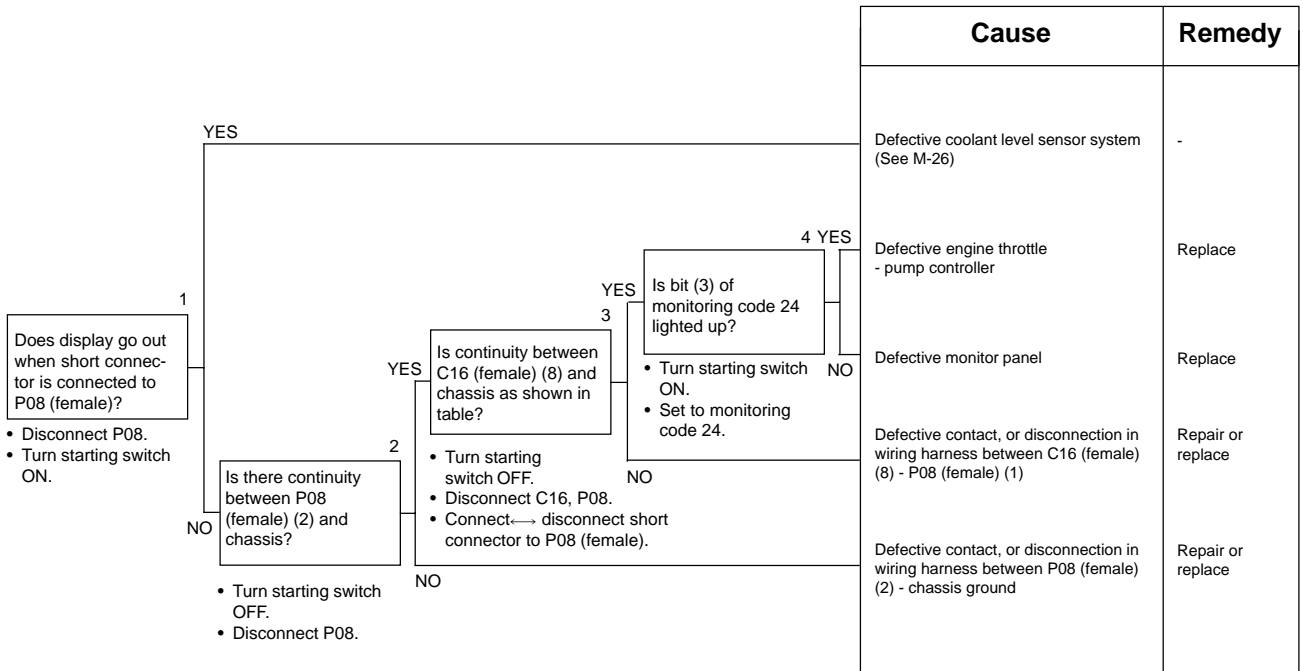 Cause
Remedy
YES
Defective coolant level sensor system
(See M-26)
-
4 YES
Defective engine throttle
- pump controller
Replace
YES
Is bit (3) of
monitoring code 24
lighted up?
1
3
Does display go out
when short connec-
tor is connected to
P08 (female)?
YES
Is continuity between
C16 (female) (8) and
chassis as shown in
table?
• Turn starting switch
ON.
• Set to monitoring
code 24.
NO
Defective monitor panel
Replace
• Disconnect P08.
• Turn starting switch
ON.
2
Is there continuity
between P08
(female) (2) and
chassis?
NO
• Turn starting
switch OFF.
• Disconnect C16, P08.
• Connect←→ disconnect short
connector to P08 (female).
NO
Defective contact, or disconnection in
wiring harness between C16 (female)
(8) - P08 (female) (1)
Repair or
replace
• Turn starting switch
OFF.
• Disconnect P08.
NO
Defective contact, or disconnection in
wiring harness between P08 (female)
(2) - chassis ground
Repair or
replace